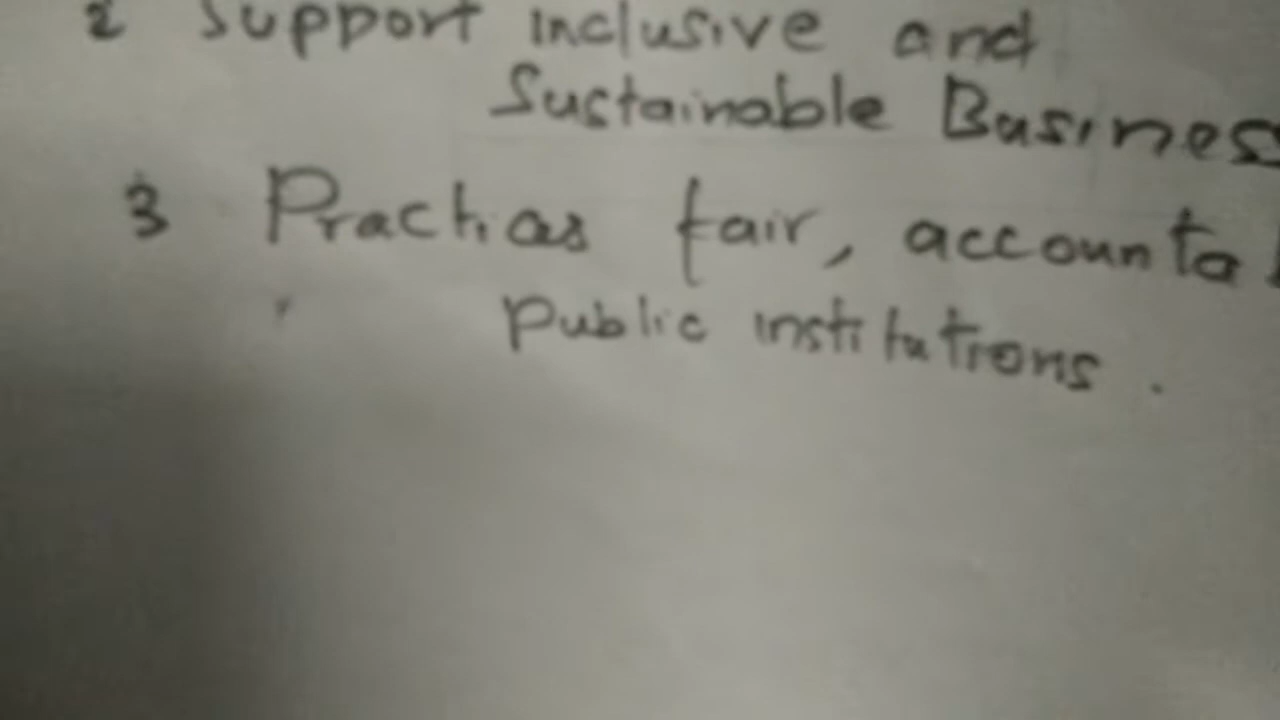 2 Support inclusive and
Sustainable Busines
3 Practias fair, accounta
Public institutions.